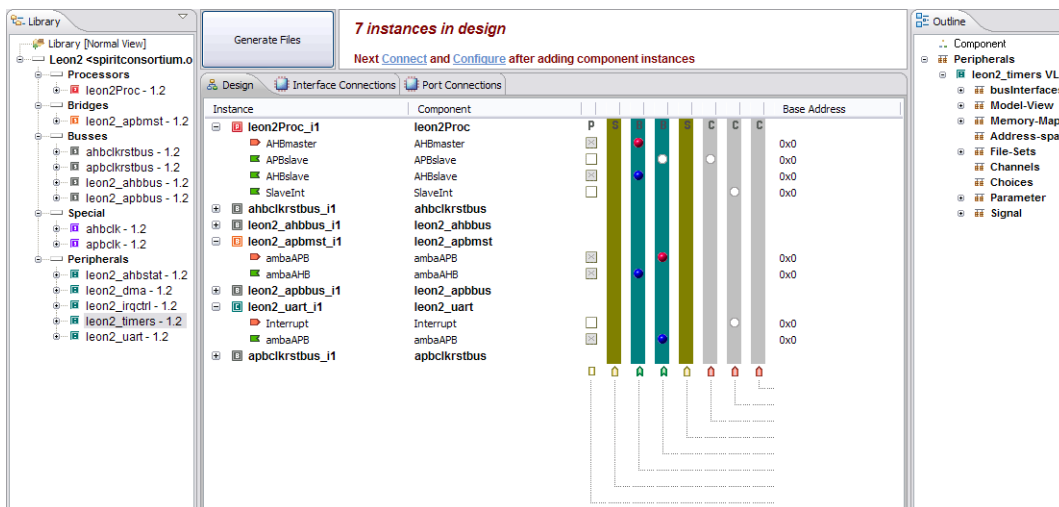 Library
Library [Normal View]
Leon2 <spiritconsortium.o
Processors
leon2Proc - 1.2
Bridges
leon2_apbmst - 1.2
Busses
ahbclkrstbus - 1.2
apbclkrstbus - 1.2
leon2_ahbbus - 1.2
leon2_apbbus - 1.2
Special
ahbclk - 1.2
apbclk - 1.2
Peripherals
leon2_ahbstat - 1.2
leon2_dma - 1.2
leon2_irqctrl - 1.2
leon2_timers - 1.2
leon2_uart - 1.2
Generate Files
7 instances in design
Next Connect and Configure after adding component instances
Design Interface Connections Port Connections
Instance Component Base Address
leon2Proc_i1 leon2Proc P S B B S C C C
AHBmaster AHBmaster 0x0
APBslave APBslave
AHBslave AHBslave 0x0
SlaveInt SlaveInt 0x0
ahbclkrstbus_i1 ahbclkrstbus
leon2_ahbbus_i1 leon2_ahbbus
leon2_apbmst_i1 leon2_apbmst
ambaAPB ambaAPB 0x0
ambaAHB ambaAHB 0x0
leon2_apbbus_i1 leon2_apbbus
leon2_uart_i1 leon2_uart
Interrupt Interrupt 0x0
ambaAPB ambaAPB 0x0
apbclkrstbus_i1 apbclkrstbus
Outline
Component
Peripherals
leon2_timers VL
busInterfaces
Model-View
Memory-Map
Address-spa
File-Sets
Channels
Choices
Parameter
Signal